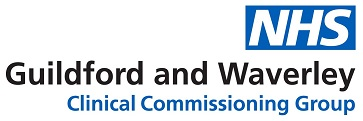 NHS
Guildford and Waverley
Clinical Commissioning Group